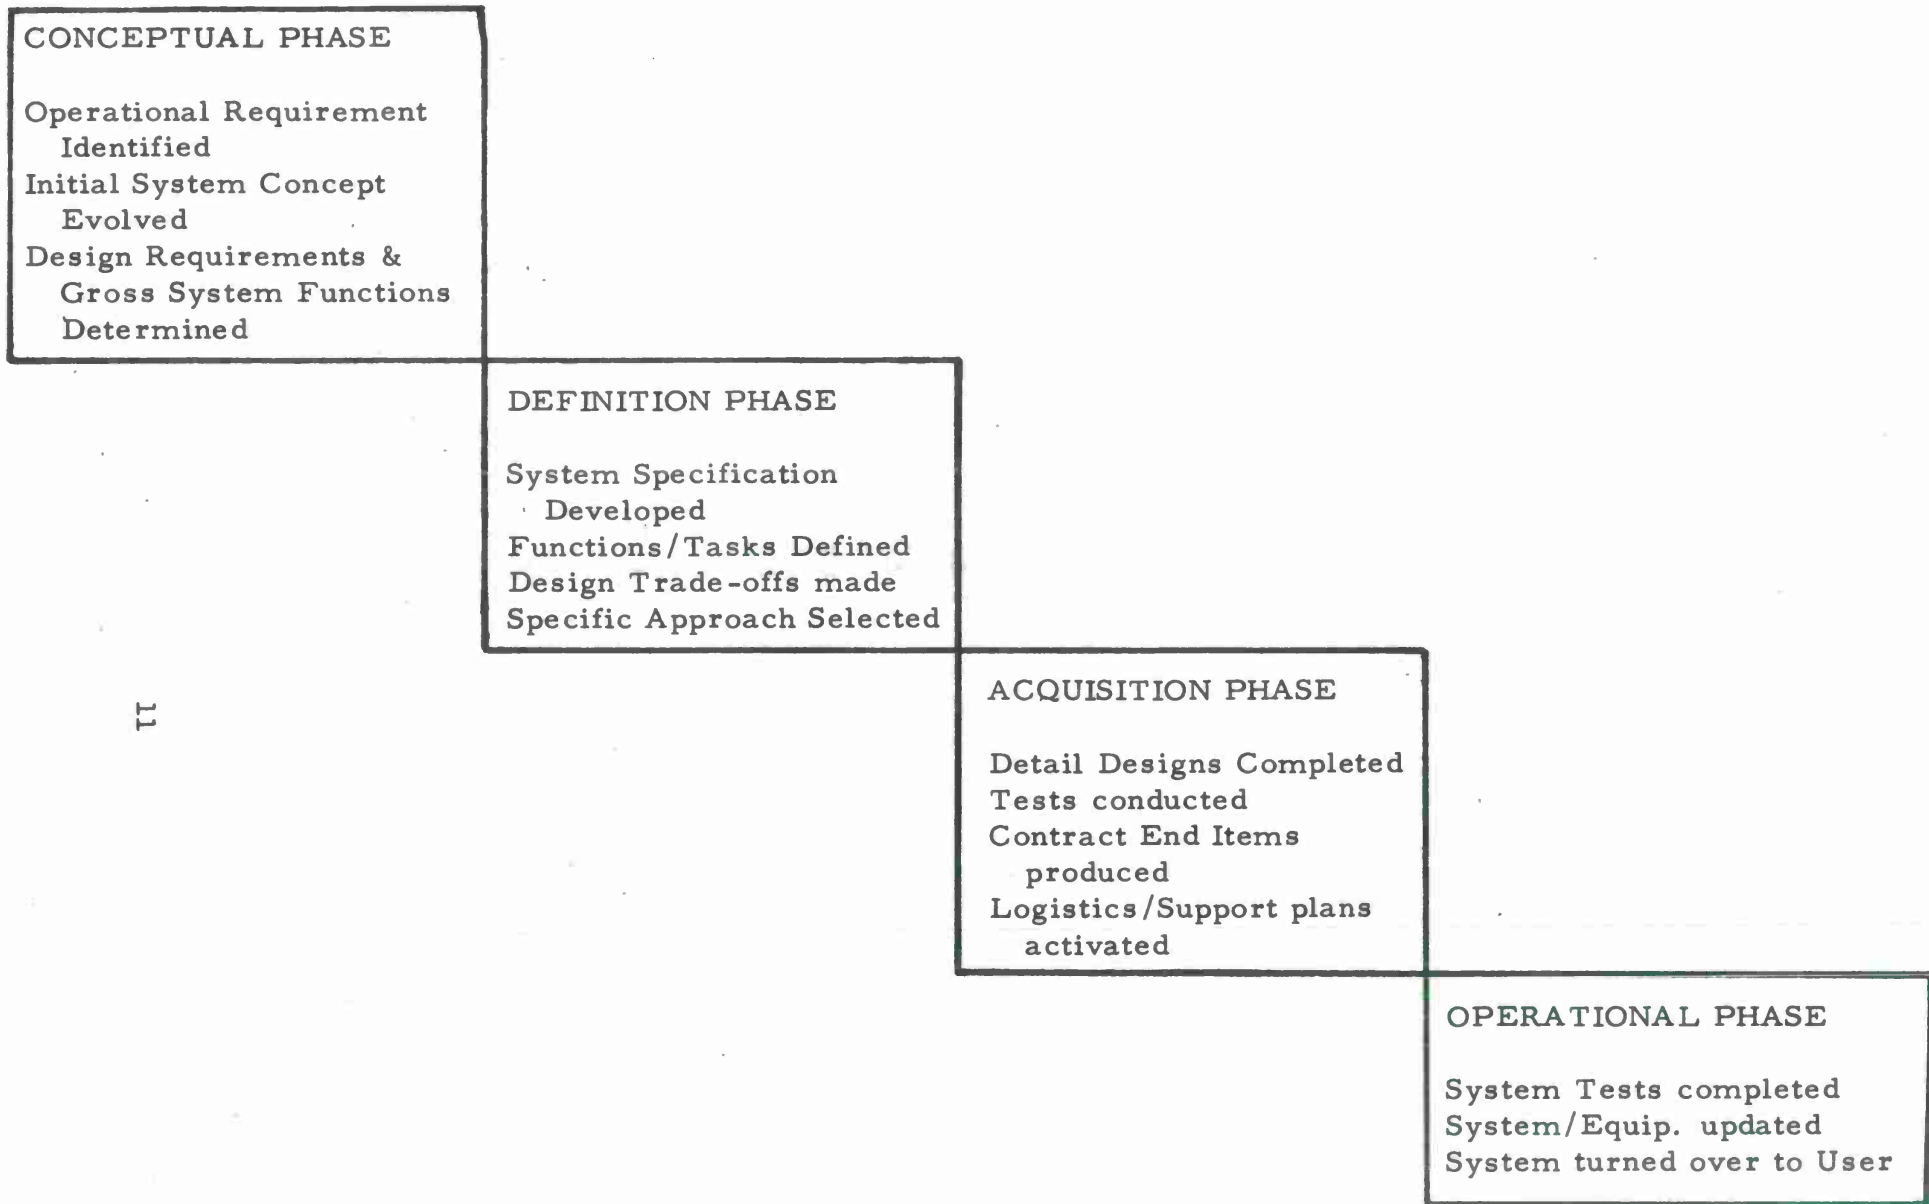 CONCEPTUAL PHASE
Operational Requirement
Identified
Initial System Concept
Evolved
Design Requirements &
Gross System Functions
Determined
DEFINITION PHASE
System Specification
Developed
Functions/Tasks Defined
Design Trade-offs made
Specific Approach Selected
ACQUISITION PHASE
Detail Designs Completed
Tests conducted
Contract End Items
produced
Logistics/Support plans
activated
OPERATIONAL PHASE
System Tests completed
System/Equip. updated
System turned over to User
11